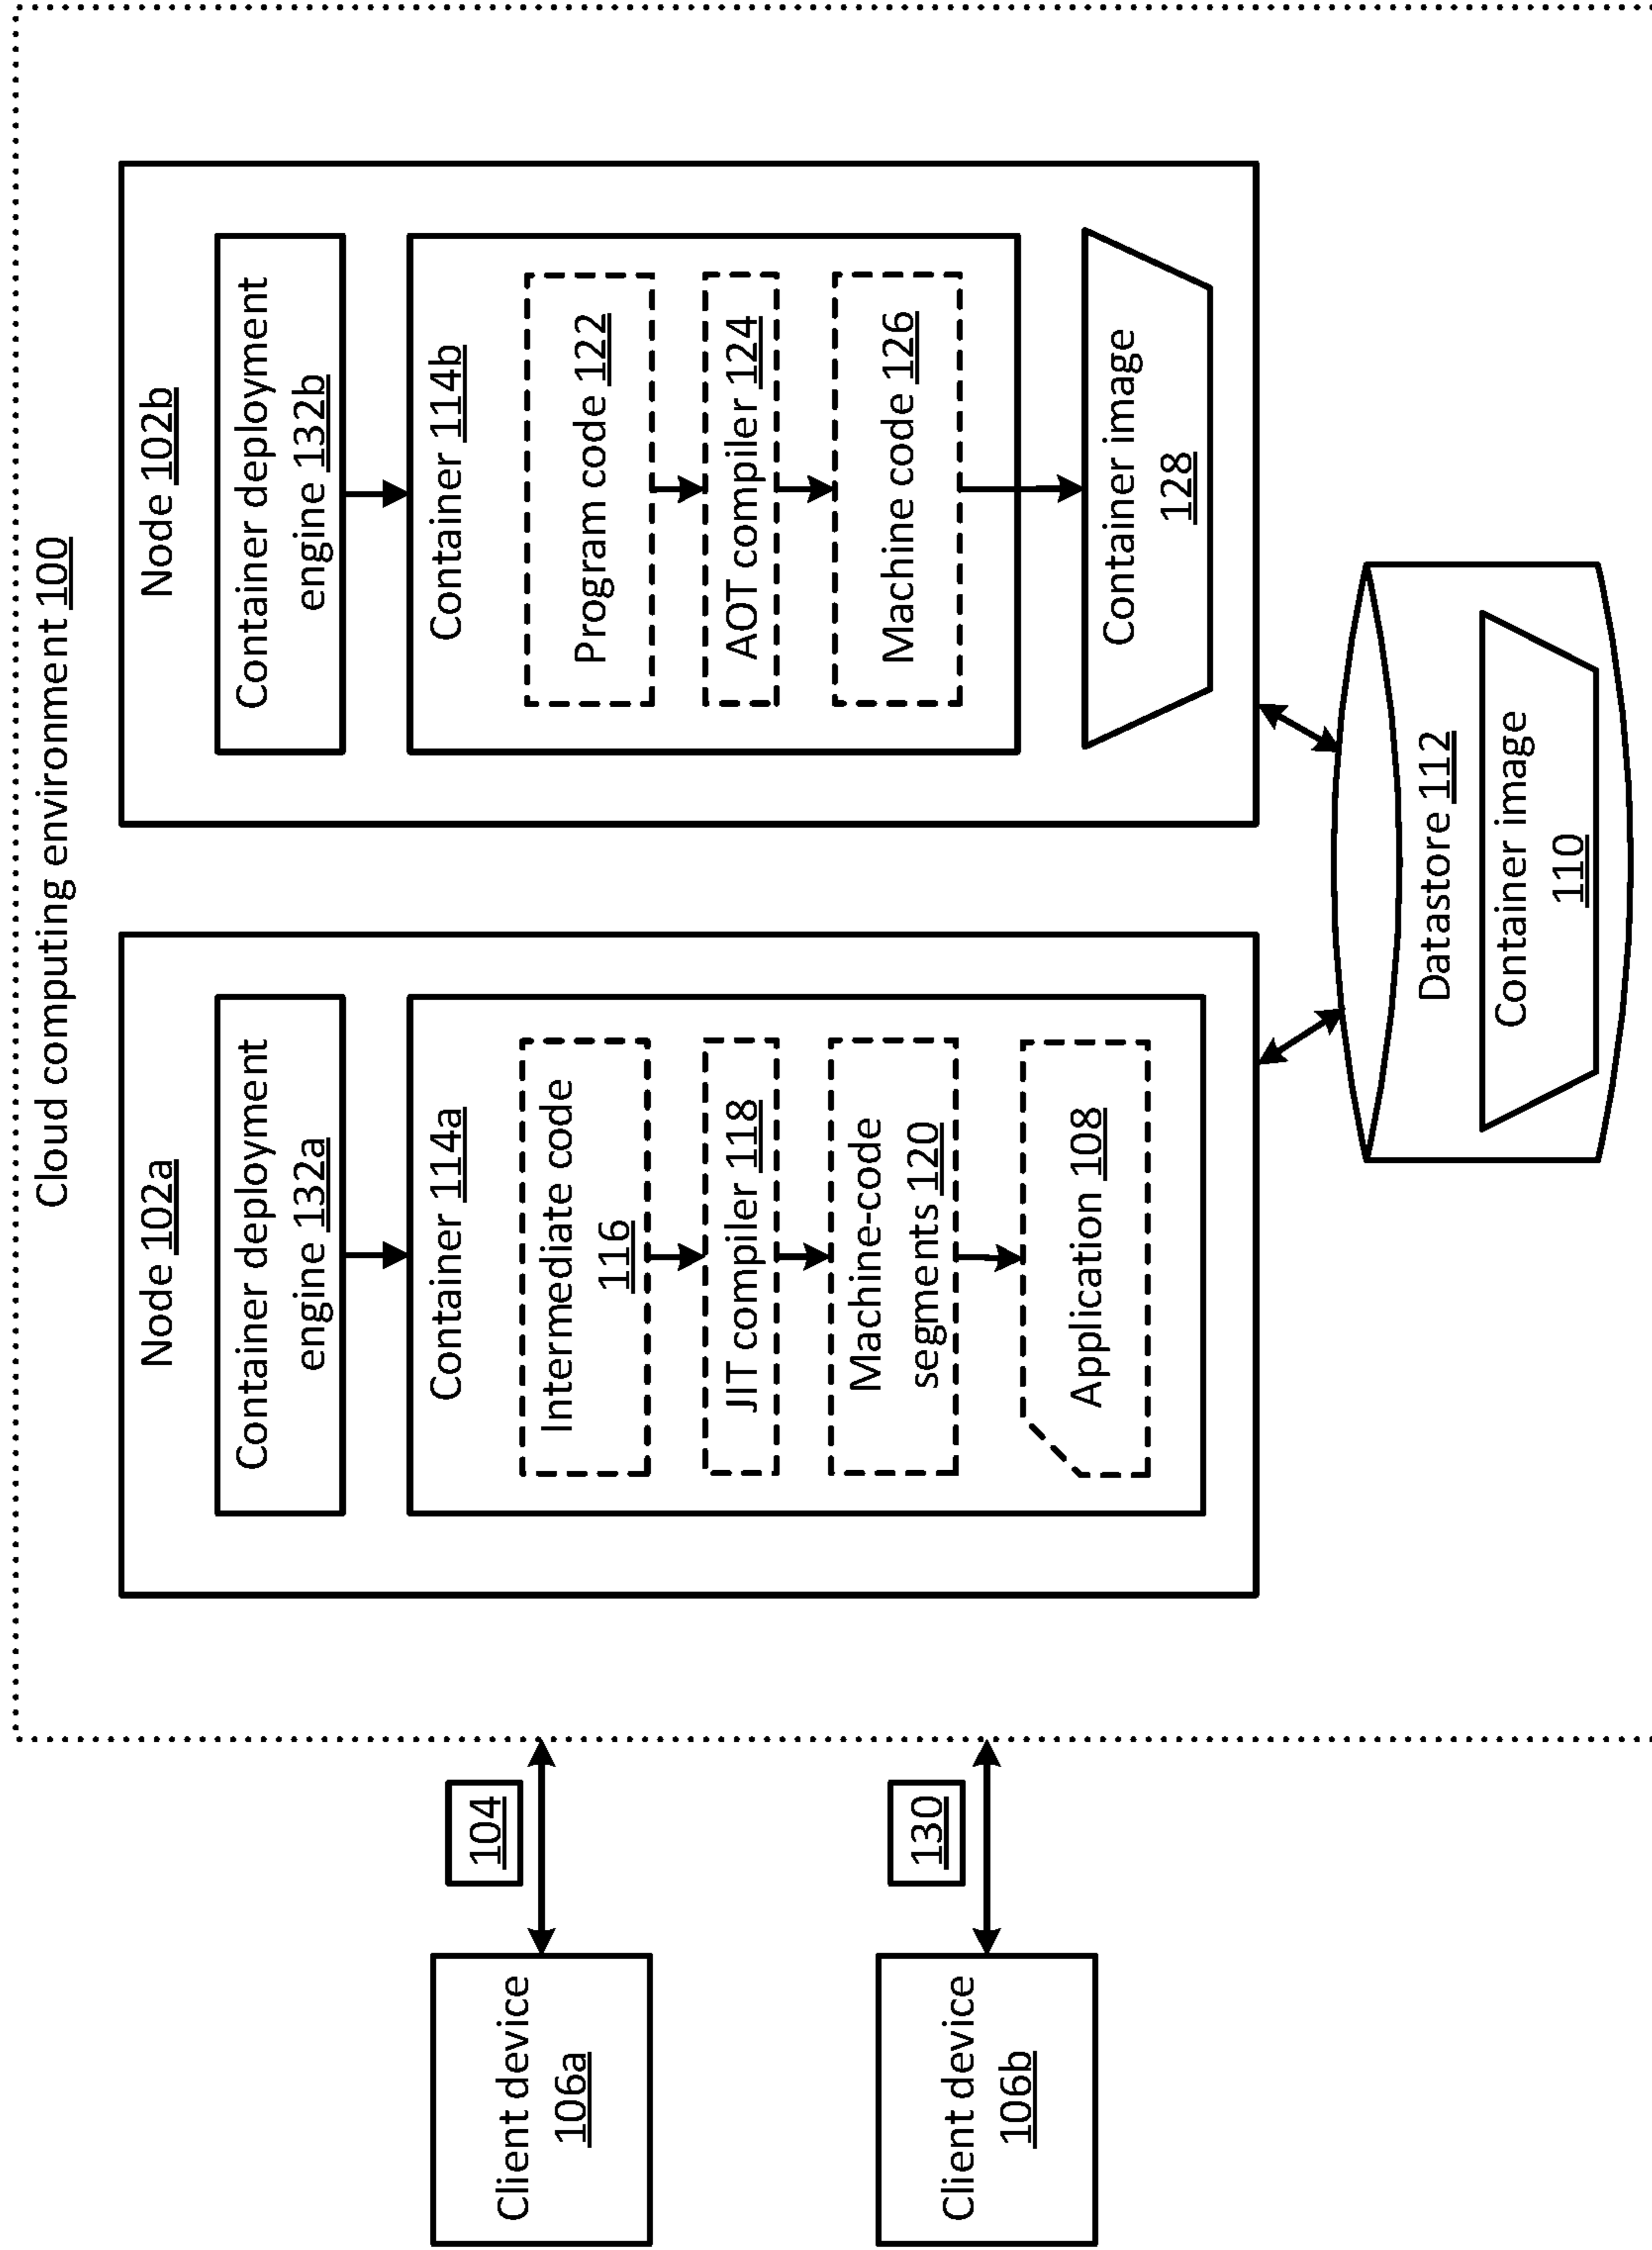 Cloud computing environment 100
Client device
106a
104
Client device
106b
130
Node 102a
Container deployment
engine 132a
Container 114a
Intermediate code
116
JIT compiler 118
Machine-code
segments 120
Application 108
Node 102b
Container deployment
engine 132b
Container 114b
Program code 122
AOT compiler 124
Machine code 126
Container image
128
Datastore 112
Container image
110